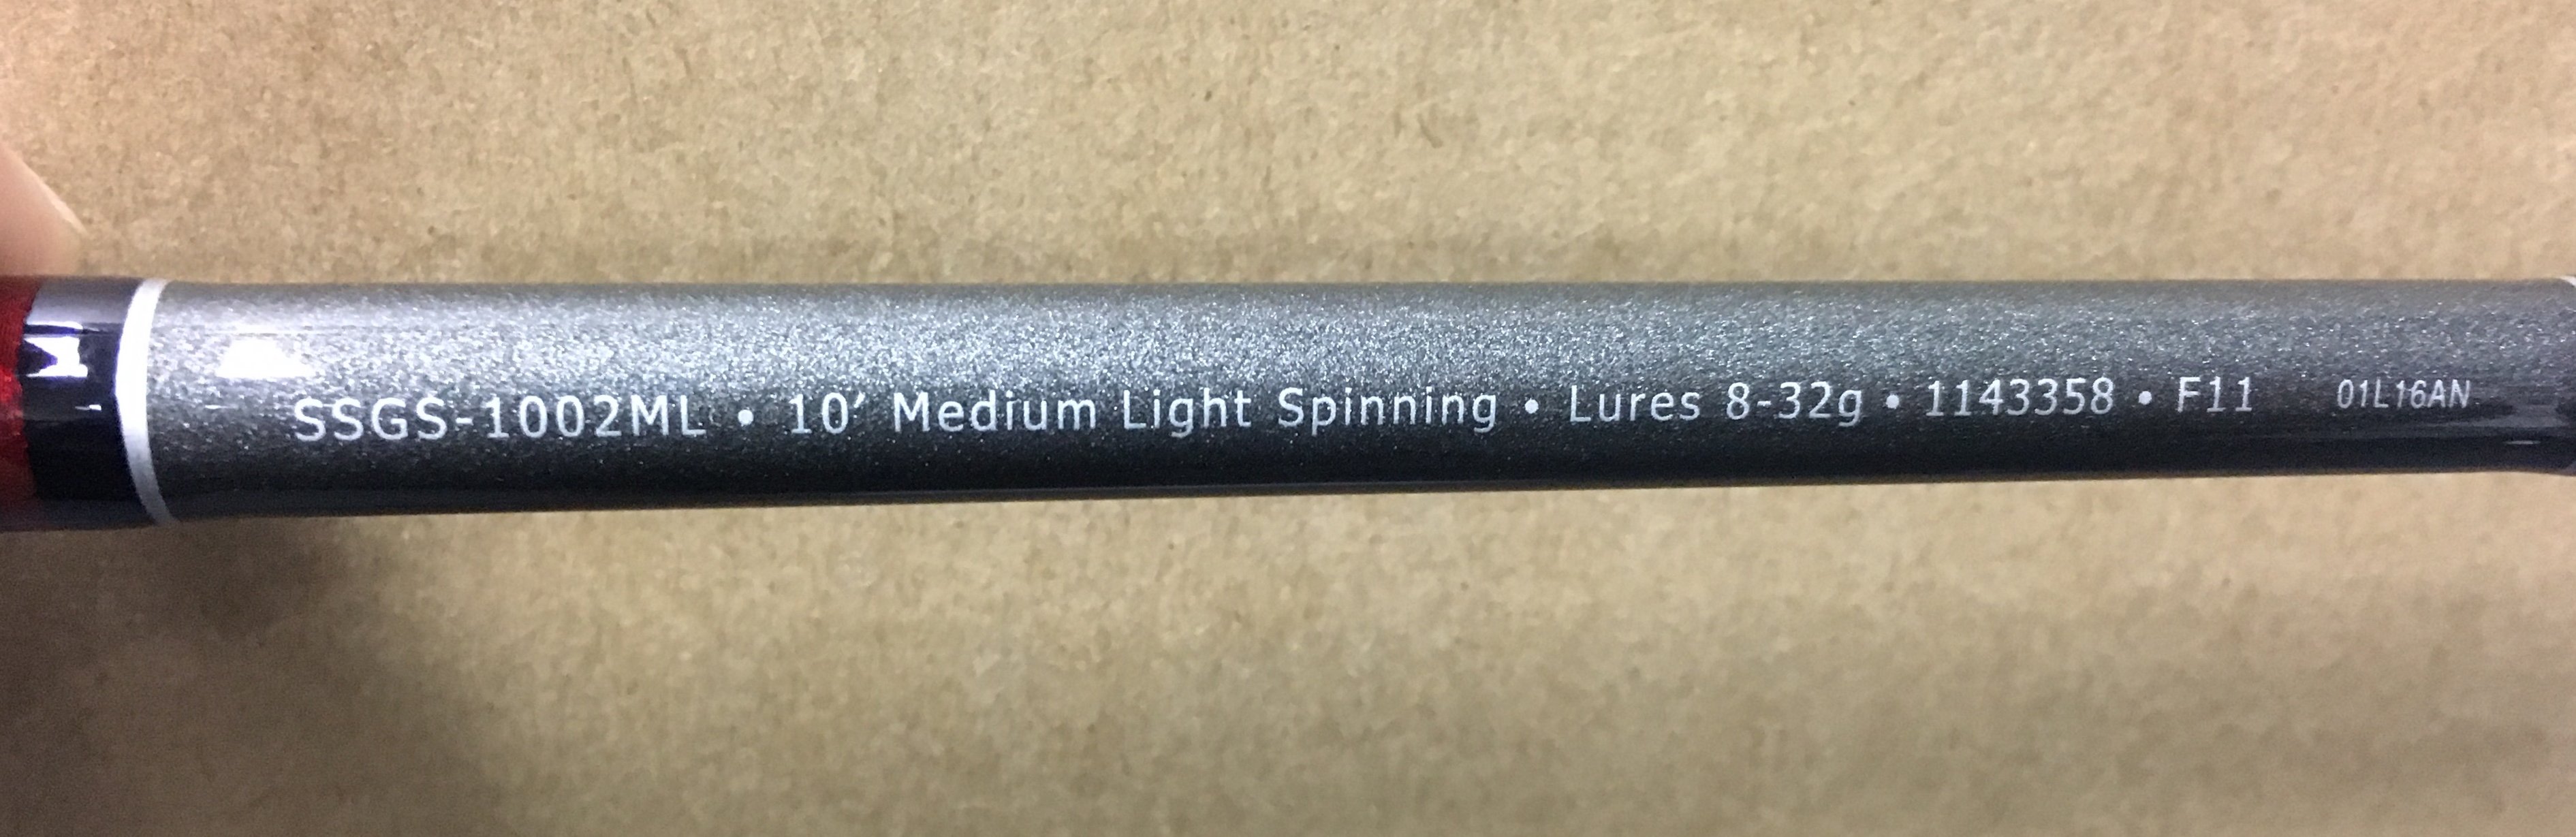 SSGS-1002ML • 10' Medium Light Spinning • Lures 8-32g • 1143358 • F11 01L16AN